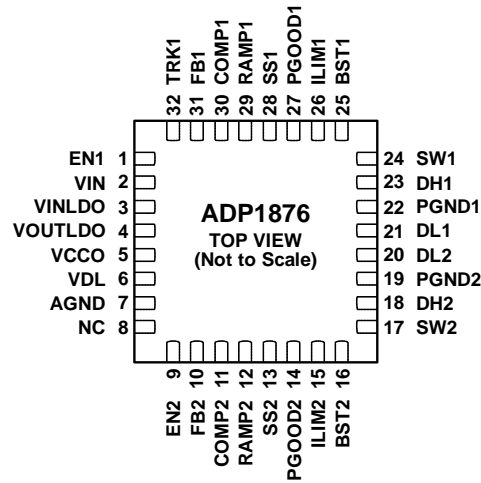 32 TRK1
31 FB1
30 COMP1
29 RAMP1
28 SS1
27 PGOOD1
26 ILIM1
25 BST1
EN1 1
VIN 2
VINLDO 3
VOUTLDO 4
VCCO 5
VDL 6
AGND 7
NC 8
ADP1876
TOP VIEW
(Not to Scale)
24 SW1
23 DH1
22 PGND1
21 DL1
20 DL2
19 PGND2
18 DH2
17 SW2
EN2 9
FB2 10
COMP2 11
RAMP2 12
SS2 13
PGOOD2 14
ILIM2 15
BST2 16